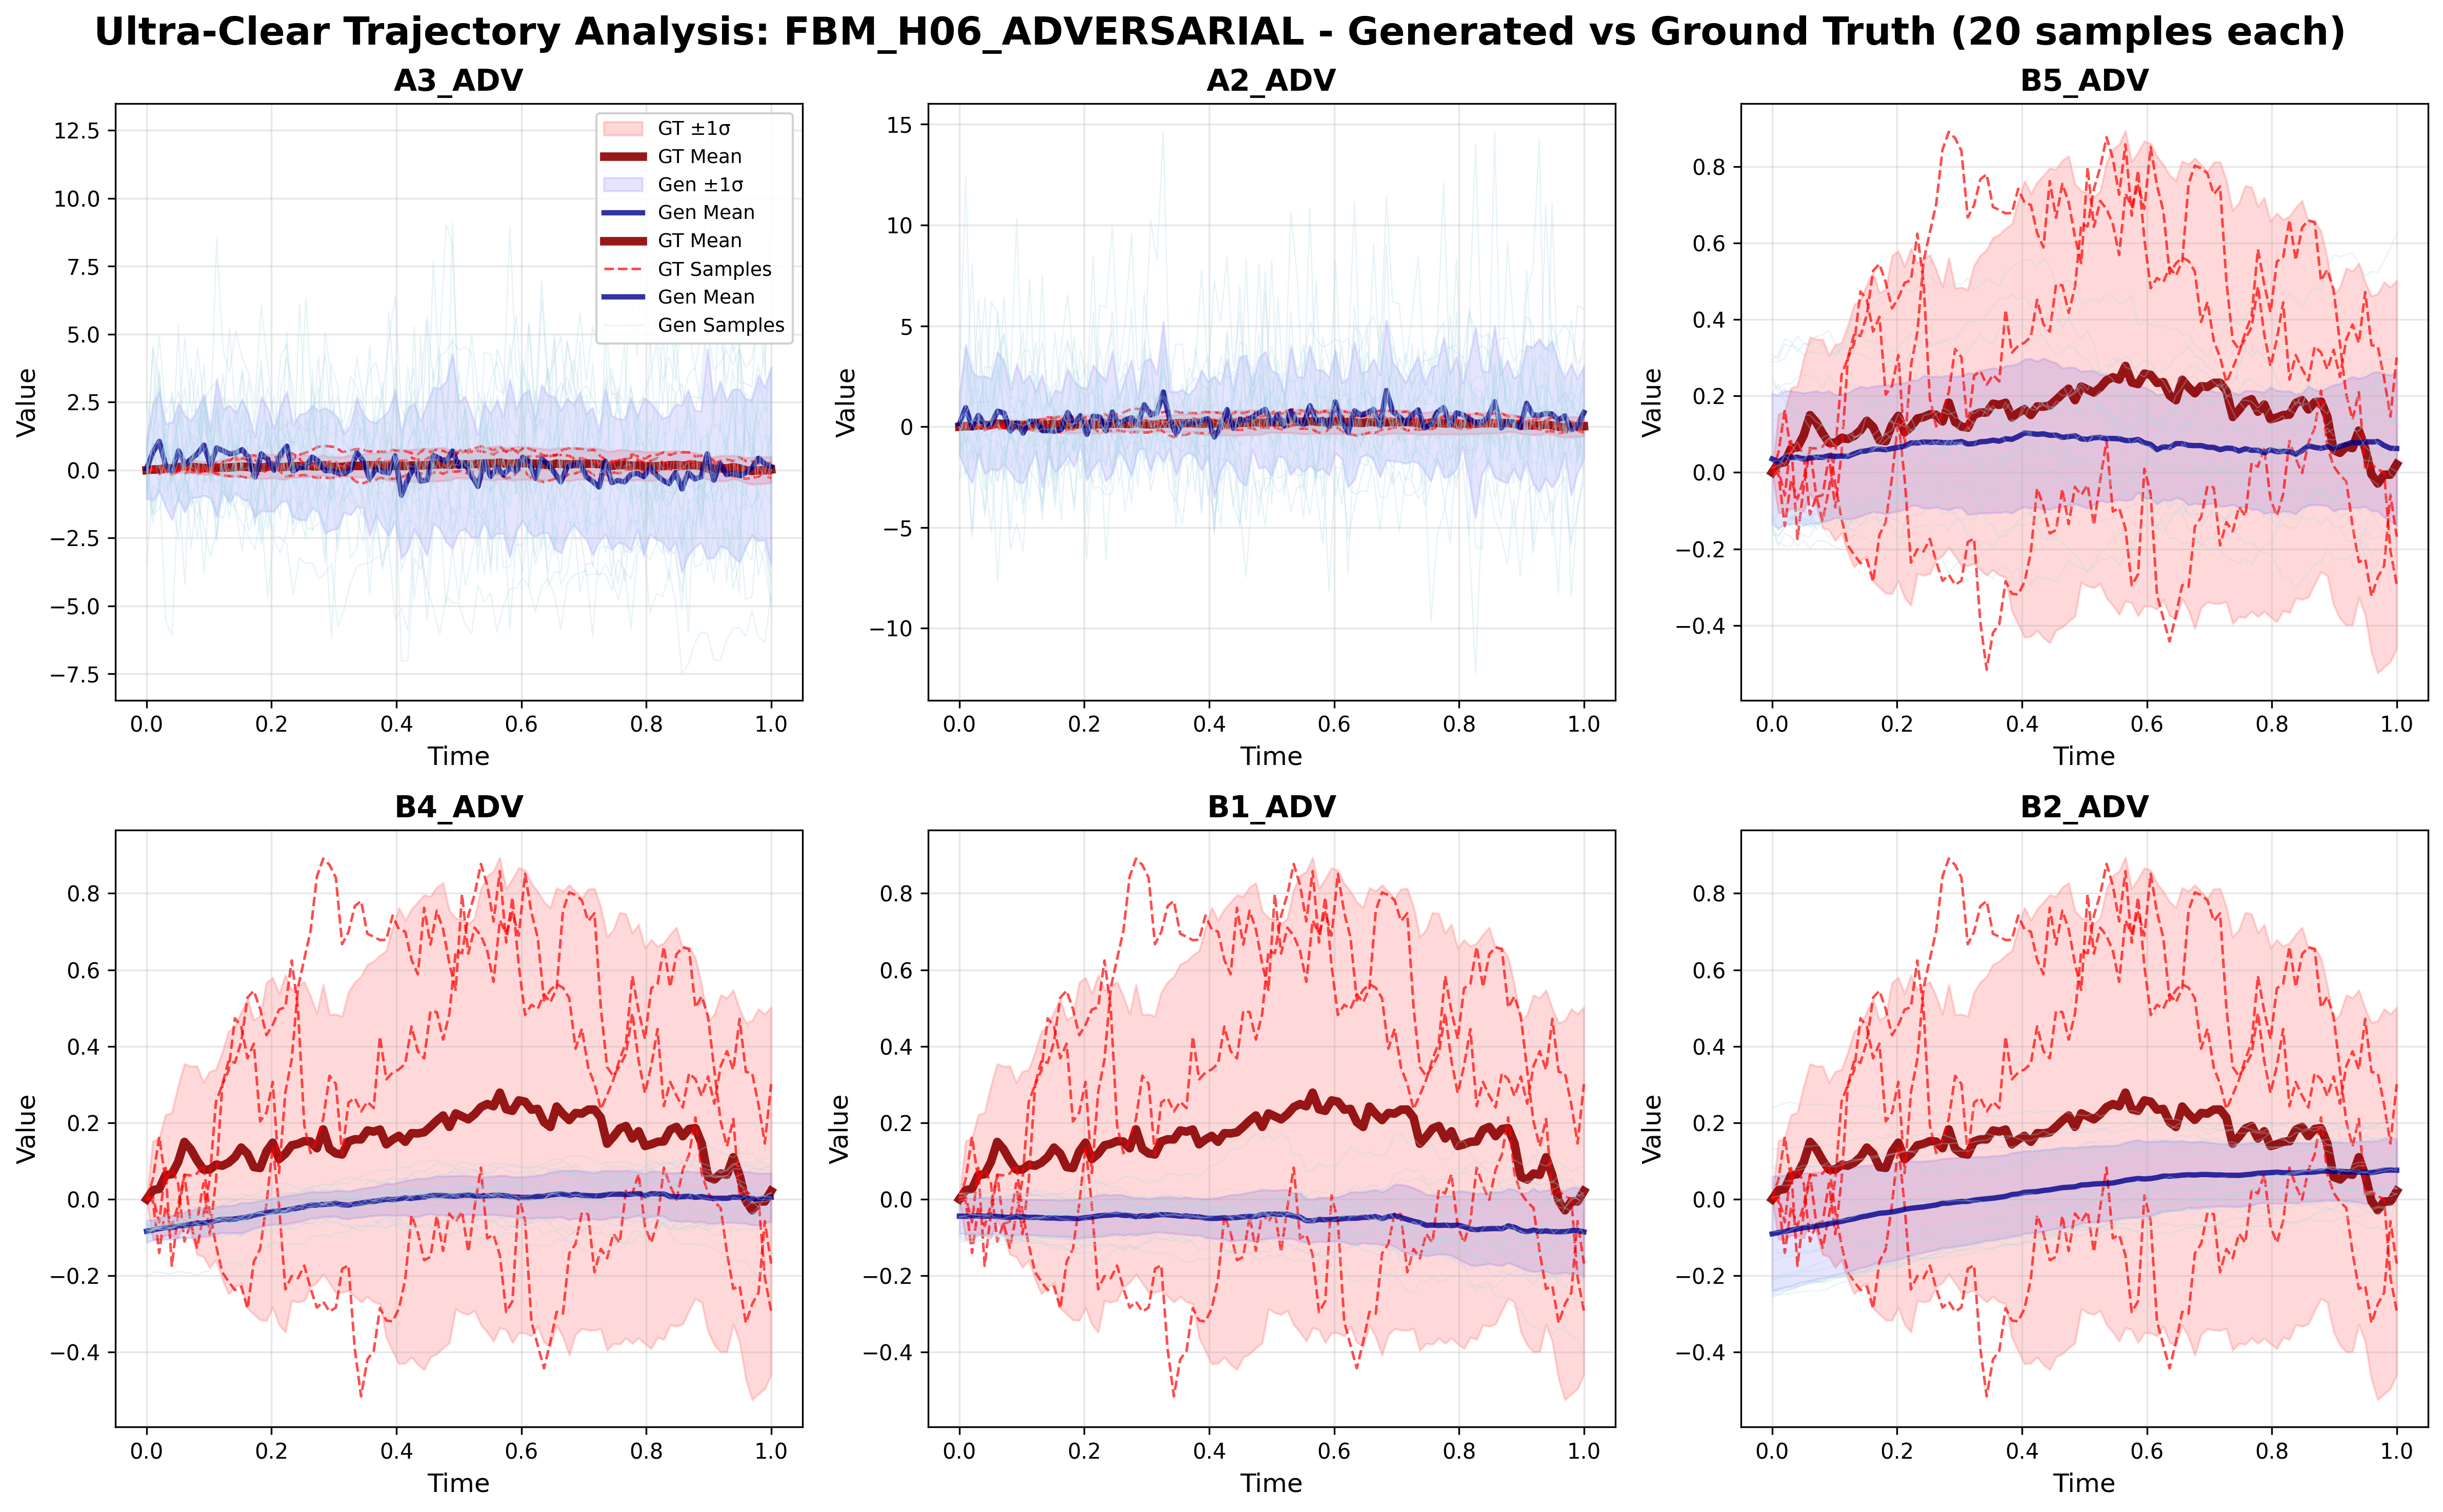 Ultra-Clear Trajectory Analysis: FBM_H06_ADVERSARIAL - Generated vs Ground Truth (20 samples each)
A3_ADV
12.5
10.0
7.5
5.0
2.5
0.0
−2.5
−5.0
−7.5
Value
0.0 0.2 0.4 0.6 0.8 1.0
Time
GT ±1σ
GT Mean
Gen ±1σ
Gen Mean
GT Mean
GT Samples
Gen Mean
Gen Samples
A2_ADV
15
10
5
0
−5
−10
Value
0.0 0.2 0.4 0.6 0.8 1.0
Time
B5_ADV
0.8
0.6
0.4
0.2
0.0
−0.2
−0.4
Value
0.0 0.2 0.4 0.6 0.8 1.0
Time
B4_ADV
0.8
0.6
0.4
0.2
0.0
−0.2
−0.4
Value
0.0 0.2 0.4 0.6 0.8 1.0
Time
B1_ADV
0.8
0.6
0.4
0.2
0.0
−0.2
−0.4
Value
0.0 0.2 0.4 0.6 0.8 1.0
Time
B2_ADV
0.8
0.6
0.4
0.2
0.0
−0.2
−0.4
Value
0.0 0.2 0.4 0.6 0.8 1.0
Time